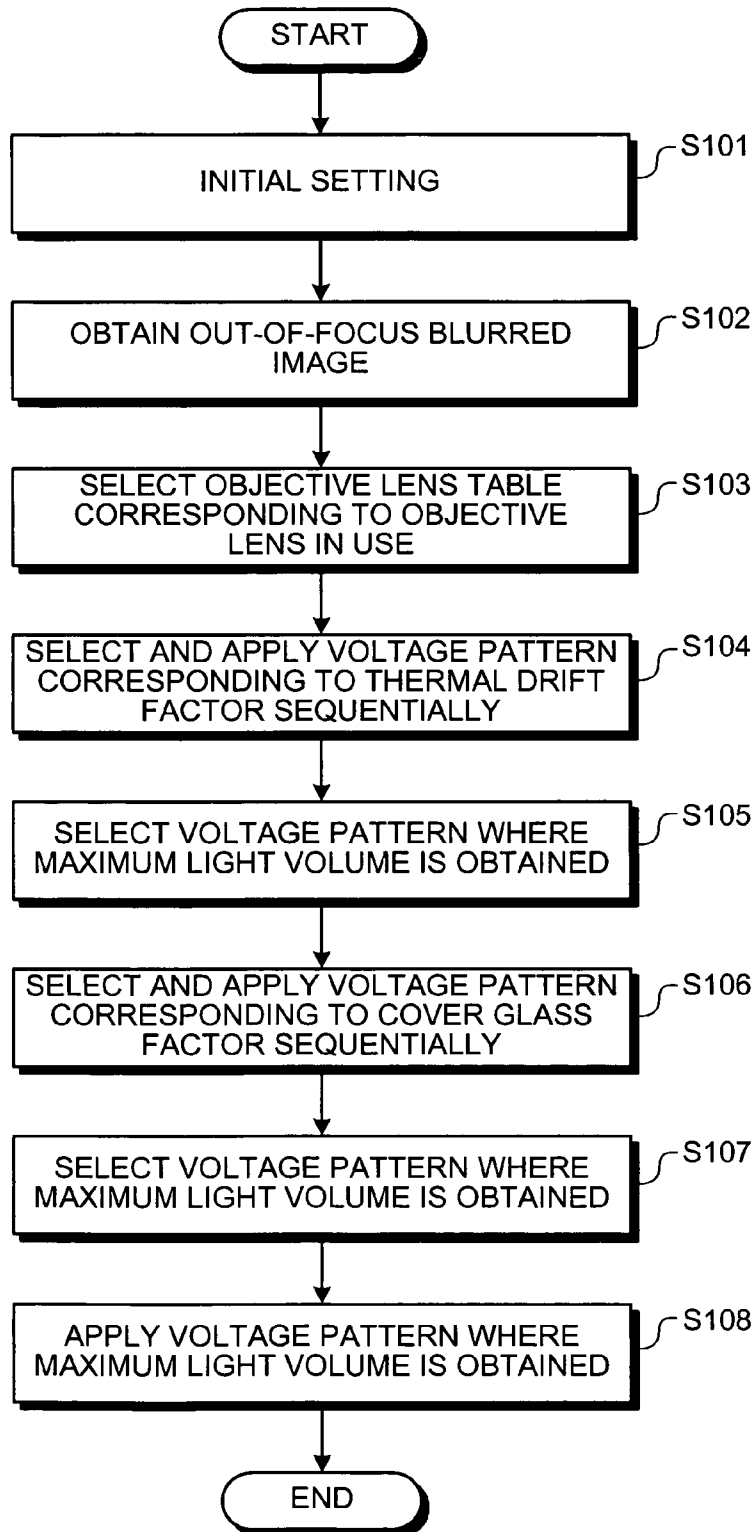 START
INITIAL SETTING
S101
OBTAIN OUT-OF-FOCUS BLURRED
IMAGE
S102
SELECT OBJECTIVE LENS TABLE
CORRESPONDING TO OBJECTIVE
LENS IN USE
S103
SELECT AND APPLY VOLTAGE PATTERN
CORRESPONDING TO THERMAL DRIFT
FACTOR SEQUENTIALLY
S104
SELECT VOLTAGE PATTERN WHERE
MAXIMUM LIGHT VOLUME IS OBTAINED
S105
SELECT AND APPLY VOLTAGE PATTERN
CORRESPONDING TO COVER GLASS
FACTOR SEQUENTIALLY
S106
SELECT VOLTAGE PATTERN WHERE
MAXIMUM LIGHT VOLUME IS OBTAINED
S107
APPLY VOLTAGE PATTERN WHERE
MAXIMUM LIGHT VOLUME IS OBTAINED
S108
END